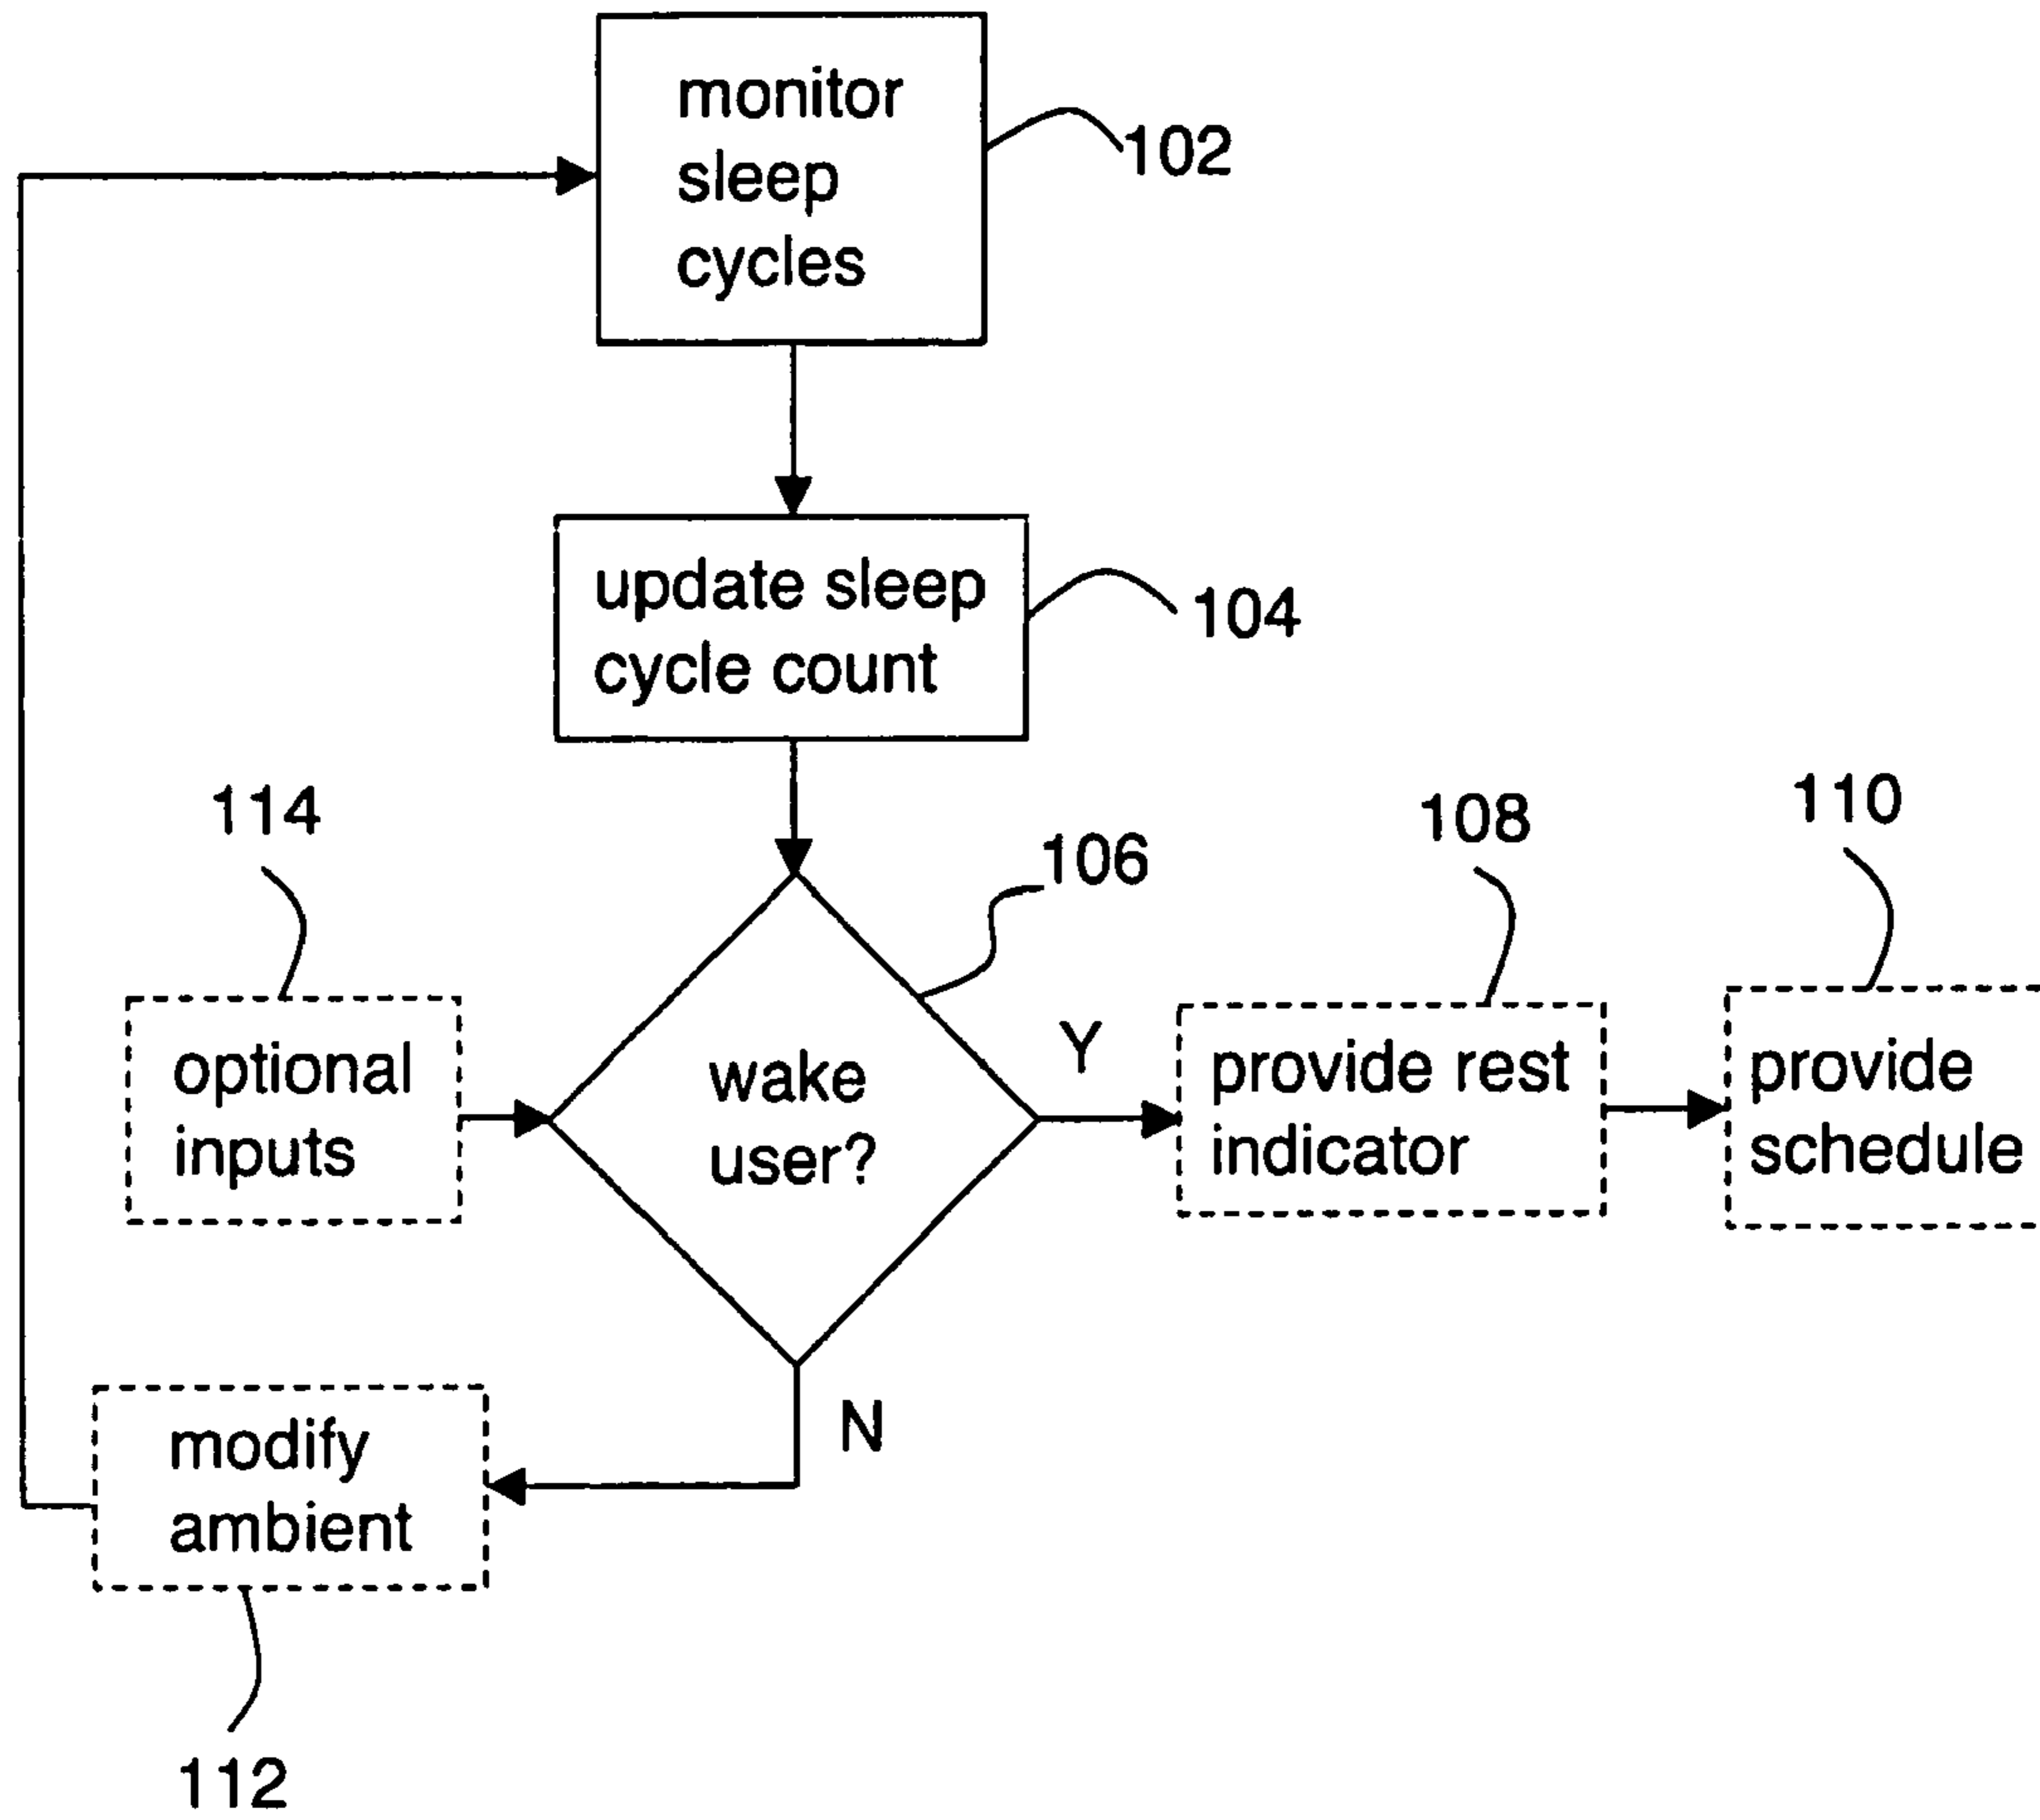 monitor
sleep
cycles
102
update sleep
cycle count
104
114
106
108
110
optional
inputs
wake
user?
Y
provide rest
indicator
provide
schedule
N
modify
ambient
112